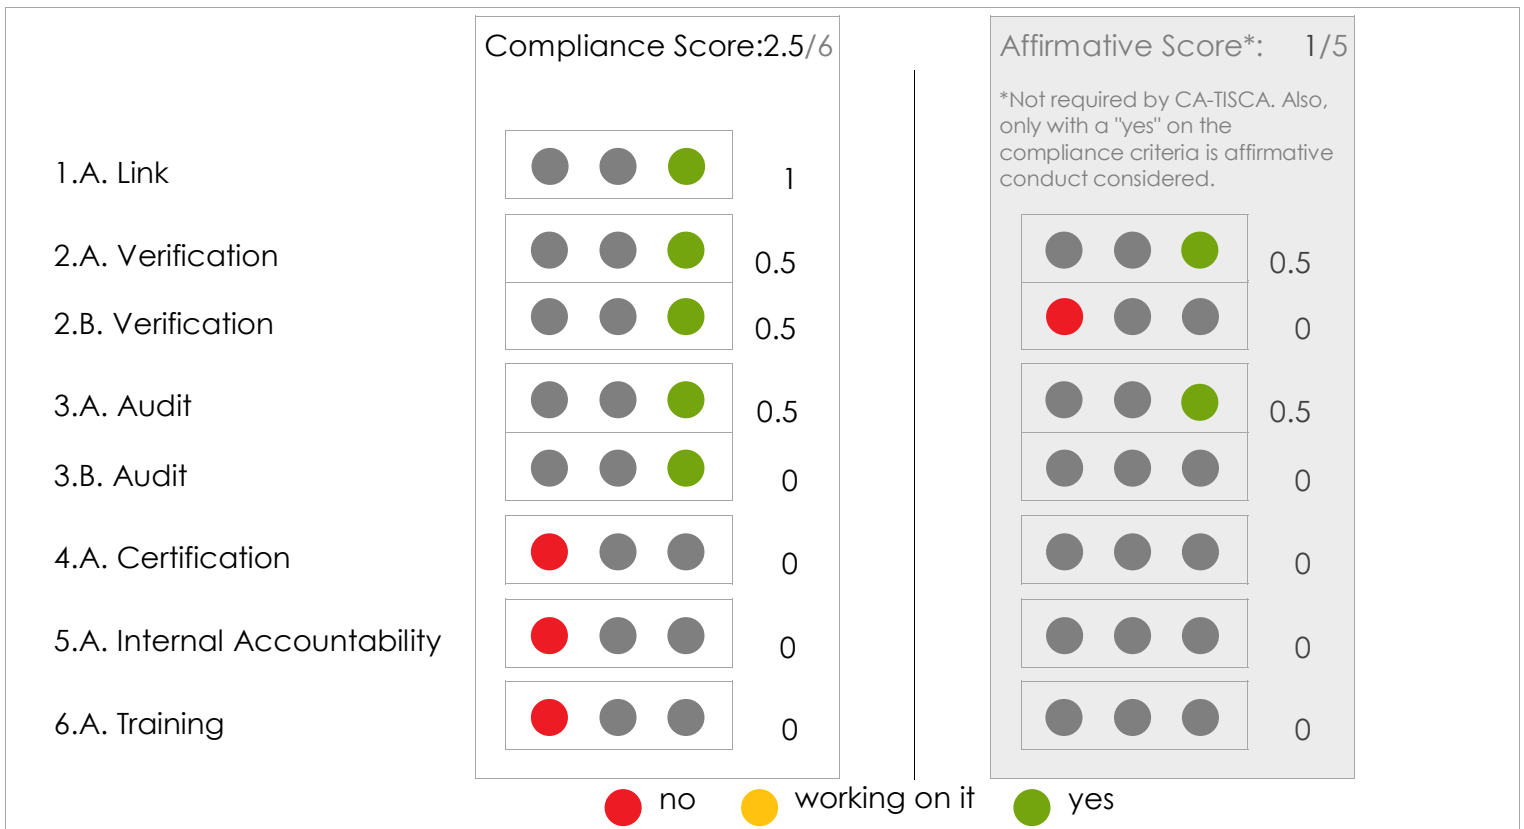 Compliance Score:2.5/6
Affirmative Score*: 1/5
*Not required by CA-TISCA. Also,
only with a "yes" on the
compliance criteria is affirmative
conduct considered.
1.A. Link 1
2.A. Verification 0.5 0.5
2.B. Verification 0.5 0
3.A. Audit 0.5 0.5
3.B. Audit 0 0
4.A. Certification 0 0
5.A. Internal Accountability 0 0
6.A. Training 0 0
no working on it yes